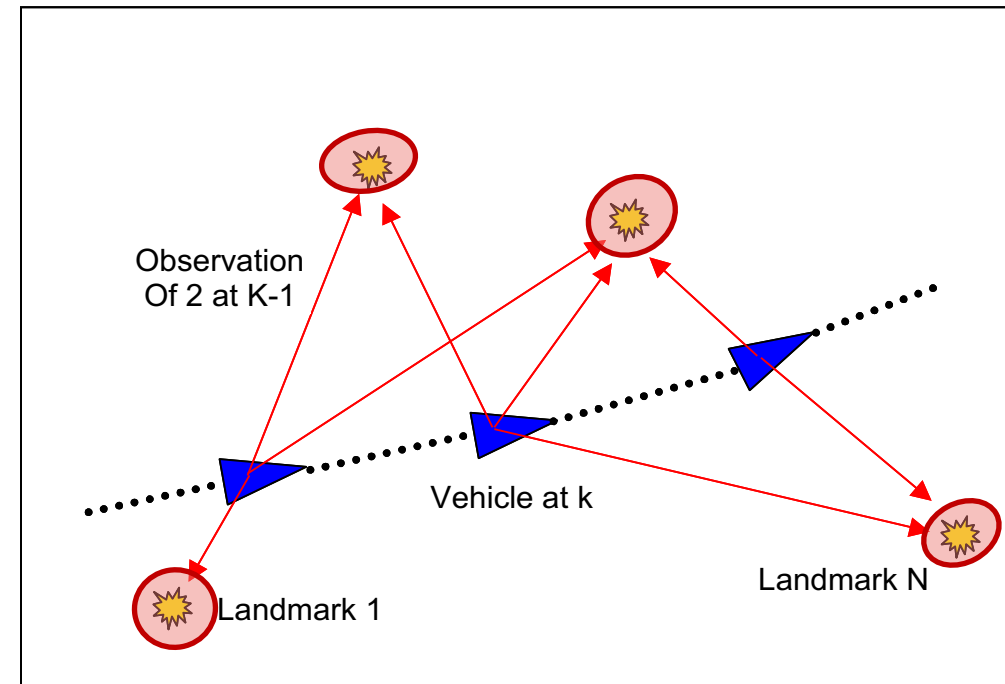 Observation
Of 2 at K-1
Vehicle at k
Landmark N
Landmark 1